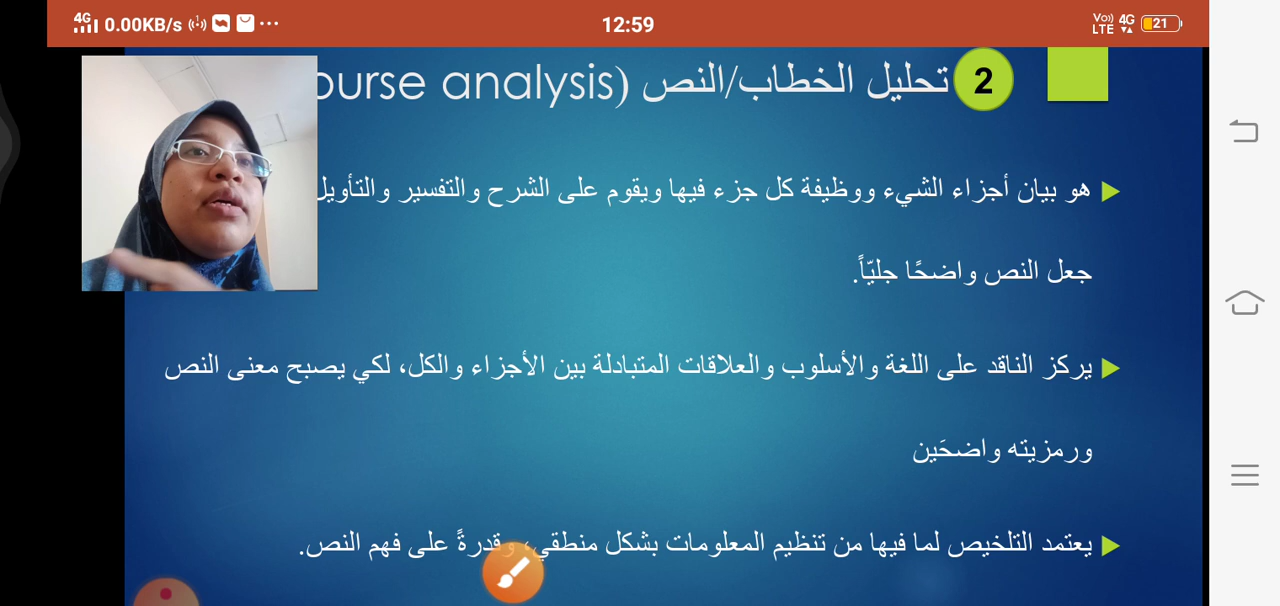 4G 0.00KB/s 12:59 Vo) LTE 4G 21
2 تحليل الخطاب/النص (ourse analysis
هو بيان أجزاء الشيء ووظيفة كل جزء فيها ويقوم على الشرح والتفسير والتأويل
جعل النص واضحًا جليّاً.
يركز الناقد على اللغة والأسلوب والعلاقات المتبادلة بين الأجزاء والكل، لكي يصبح معنى النص
ورمزيته واضحَين
يعتمد التلخيص لما فيها من تنظيم المعلومات بشكل منطقي، وقدرةً على فهم النص.